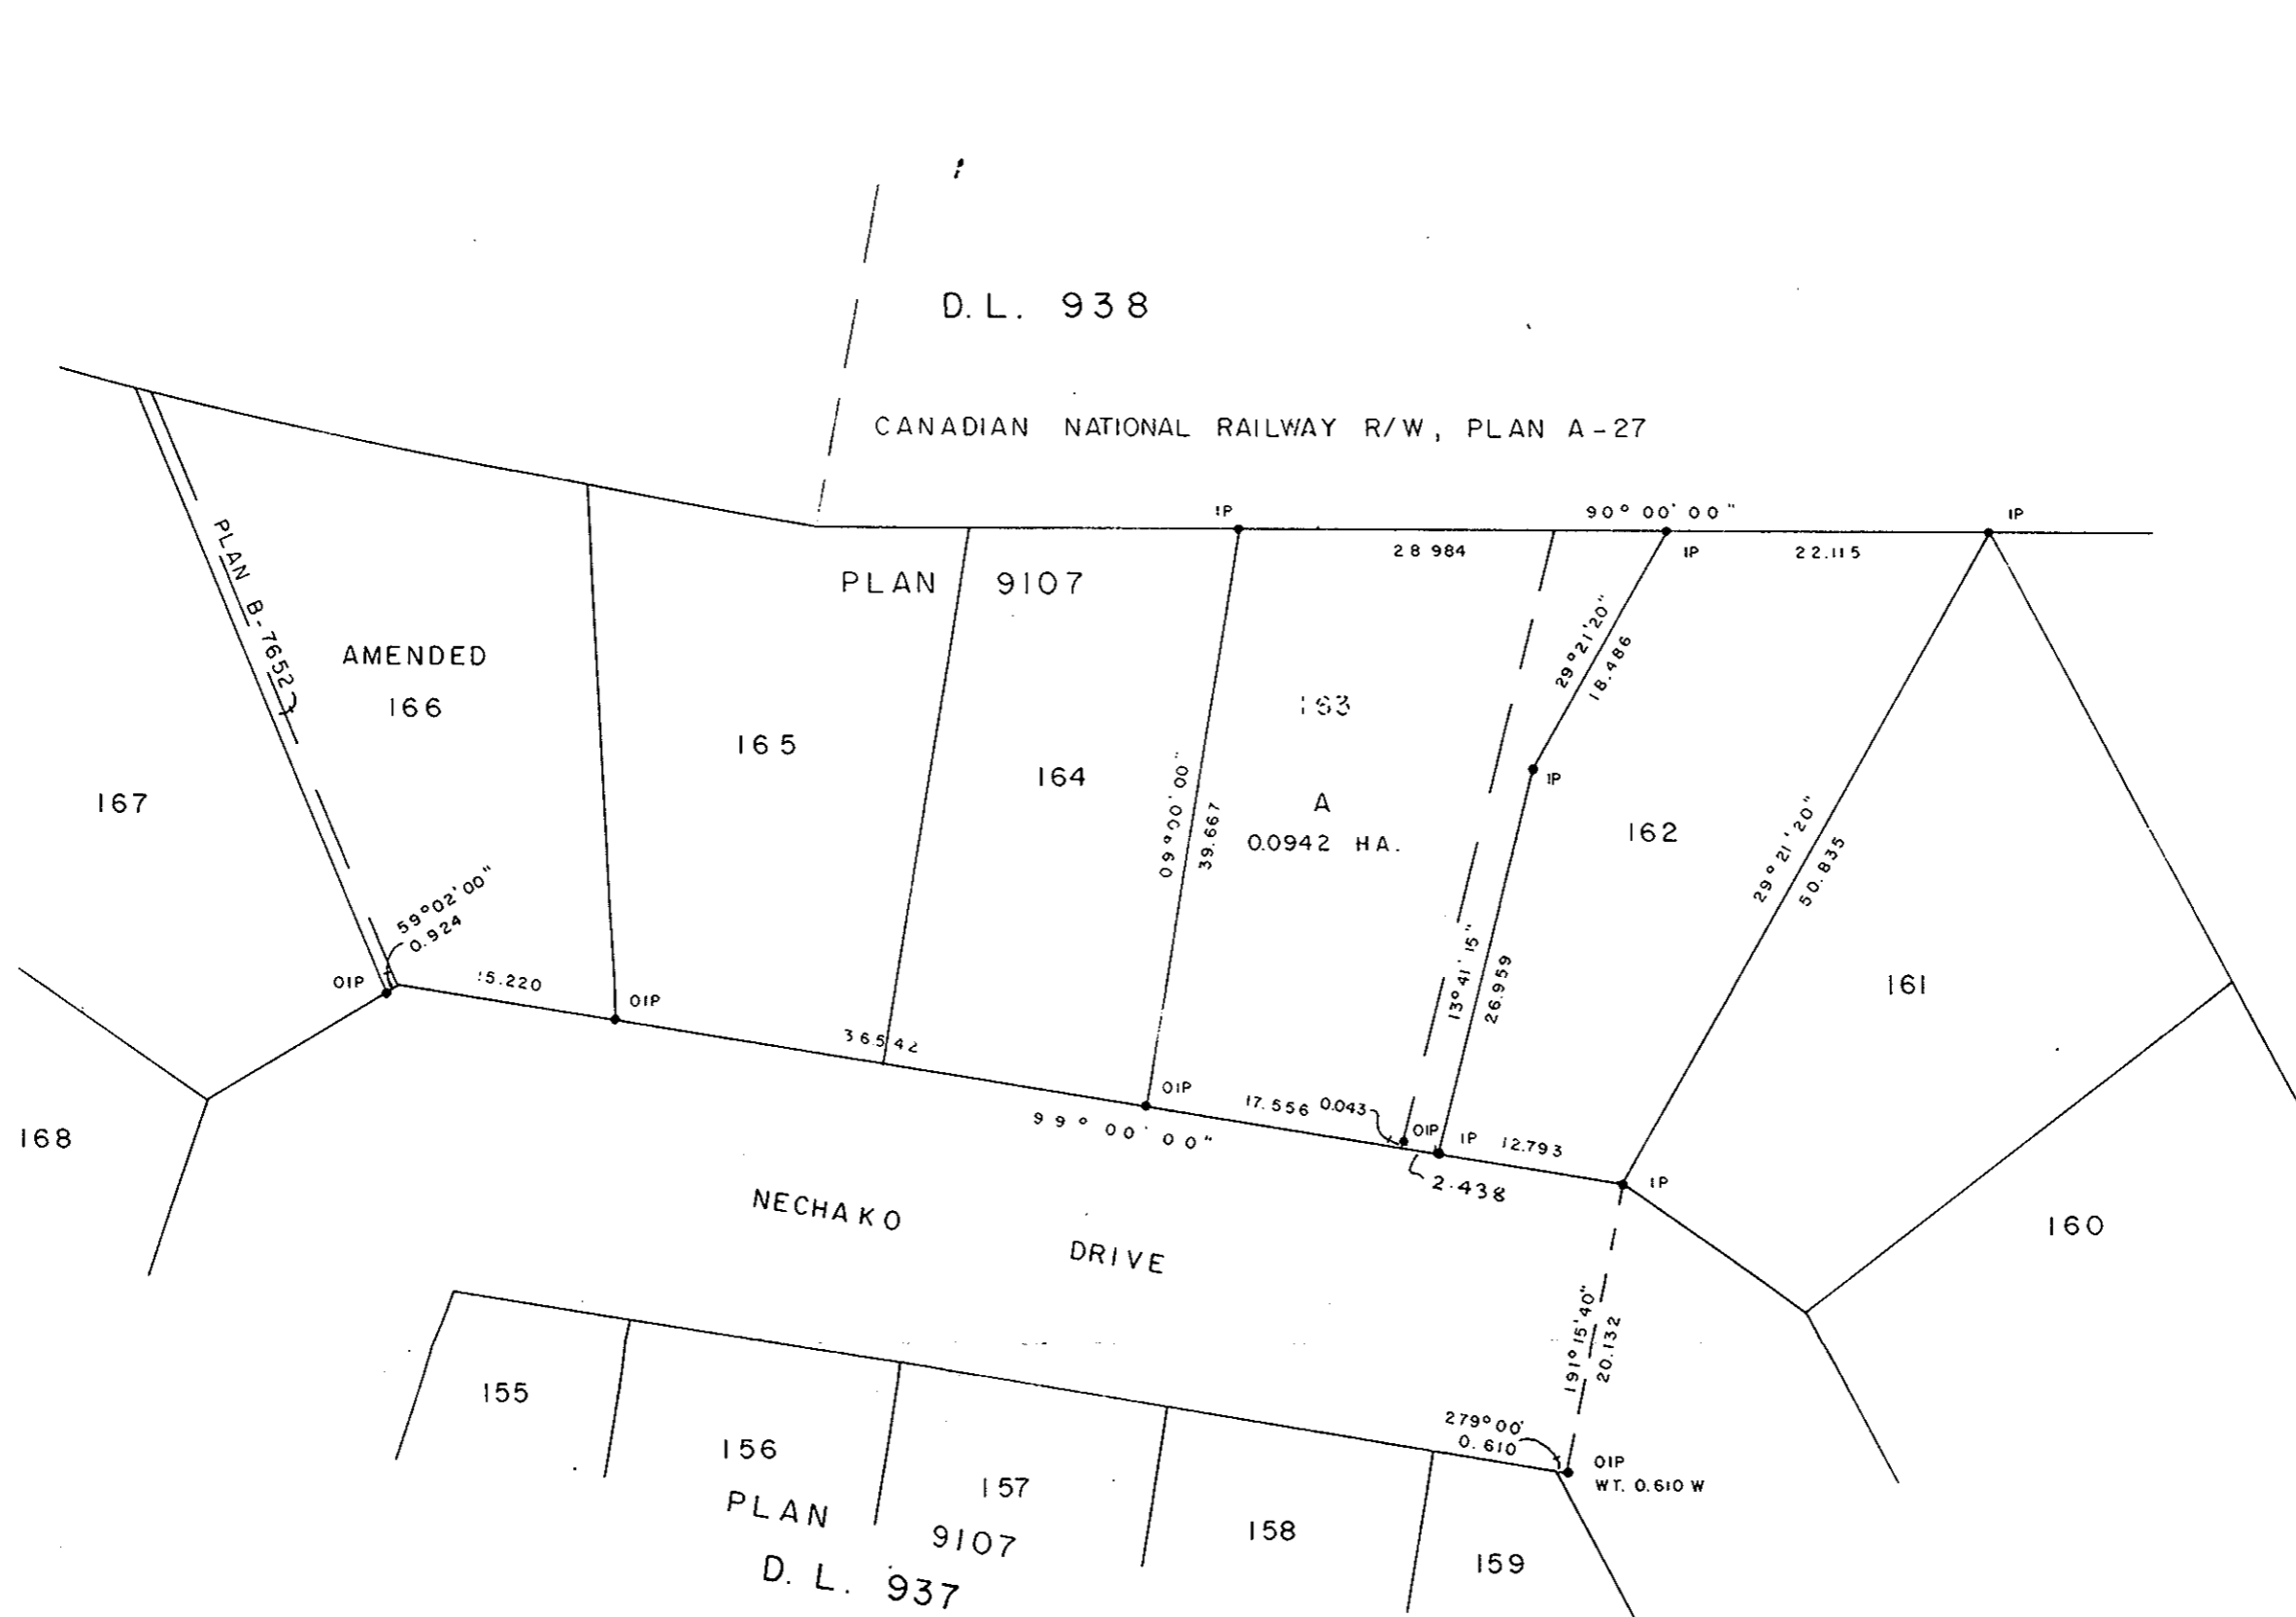 D.L. 938
CANADIAN NATIONAL RAILWAY R/W, PLAN A-27
IP
90° 00' 00"
IP
28 984
IP
22.115
PLAN 9107
PLAN B-7652
AMENDED
166
29°21'20"
18.486
163
165
164
IP
167
A
162
0.0942 HA.
09°00'00"
39.667
29°21'20"
50.835
59°02'00"
0.924
13°41'15"
26.959
OIP
15.220
OIP
161
36.542
OIP
17.556
0.043
OIP
IP
12.793
99° 00' 00"
168
2.438
IP
NECHAKO DRIVE
160
191°15'40"
20.132
155
279°00'
0.610
156
OIP
WT. 0.610 W
157
PLAN
9107
158
159
D. L. 937